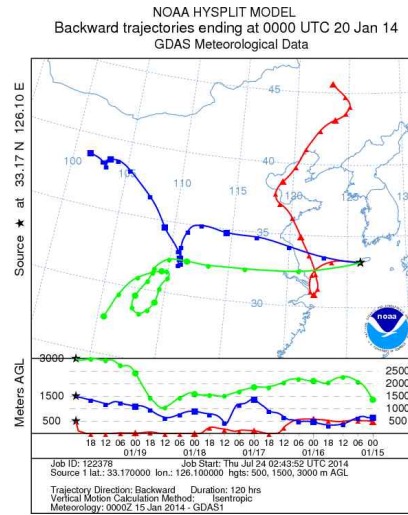 NOAA HYSPLIT MODEL
Backward trajectories ending at 0000 UTC 20 Jan 14
GDAS Meteorological Data
Source ★ at 33.17 N 126.10 E
45
40
35
30
100
105
110
115
120
125
noaa
Meters AGL
3000
1500
500
2500
2000
1500
1000
500
18 12 06 00 18 12 06 00 18 12 06 00 18 12 06 00 18 12 06 00
01/19 01/18 01/17 01/16 01/15
Job ID: 122378 Job Start: Thu Jul 24 02:43:52 UTC 2014
Source 1 lat.: 33.170000 lon.: 126.100000 hgts: 500, 1500, 3000 m AGL
Trajectory Direction: Backward Duration: 120 hrs
Vertical Motion Calculation Method: Isentropic
Meteorology: 0000Z 15 Jan 2014 - GDAS1